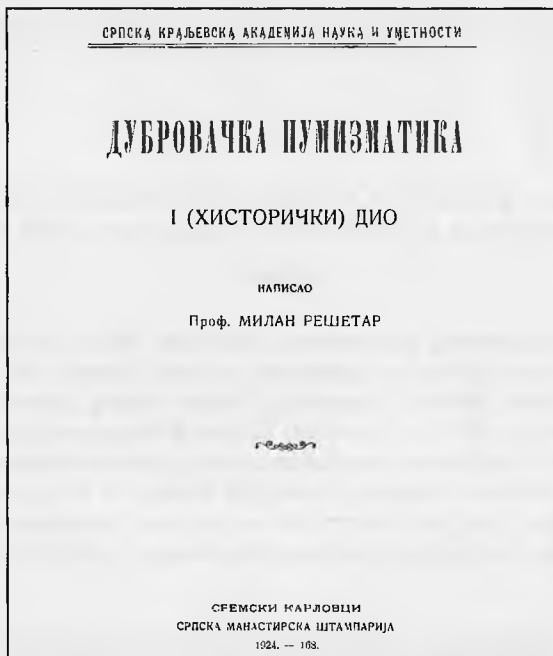 СРПСКА КРАЉЕВСКА АКАДЕМИЈА НАУКА И УМЕТНОСТИ
ДУБРОВАЧКА НУМИЗМАТИКА
I (ХИСТОРИЧКИ) ДИО
НАПИСАО
Проф. МИЛАН РЕШЕТАР
СРЕМСКИ КАРЛОВЦИ
СРПСКА МАНАСТИРСКА ШТАМПАРИЈА
1924. — 168.